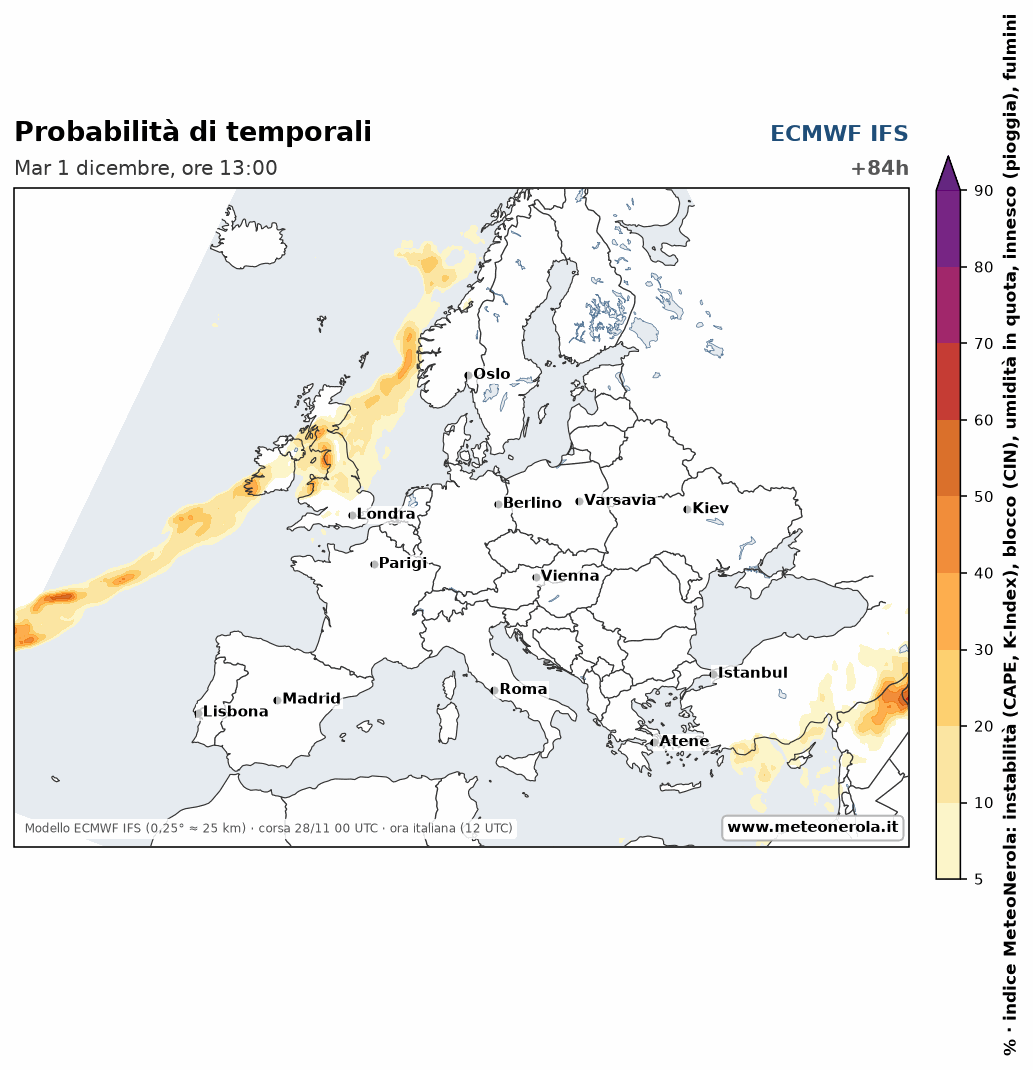 Probabilità di temporali
ECMWF IFS
Mar 1 dicembre, ore 13:00
+84h
Oslo
Londra
Berlino
Varsavia
Kiev
Parigi
Vienna
Istanbul
Madrid
Roma
Lisbona
Atene
Modello ECMWF IFS (0,25° ≈ 25 km) · corsa 28/11 00 UTC · ora italiana (12 UTC)
www.meteonerola.it
90
80
70
60
50
40
30
20
10
5
% · indice MeteoNerola: instabilità (CAPE, K-Index), blocco (CIN), umidità in quota, innesco (pioggia), fulmini